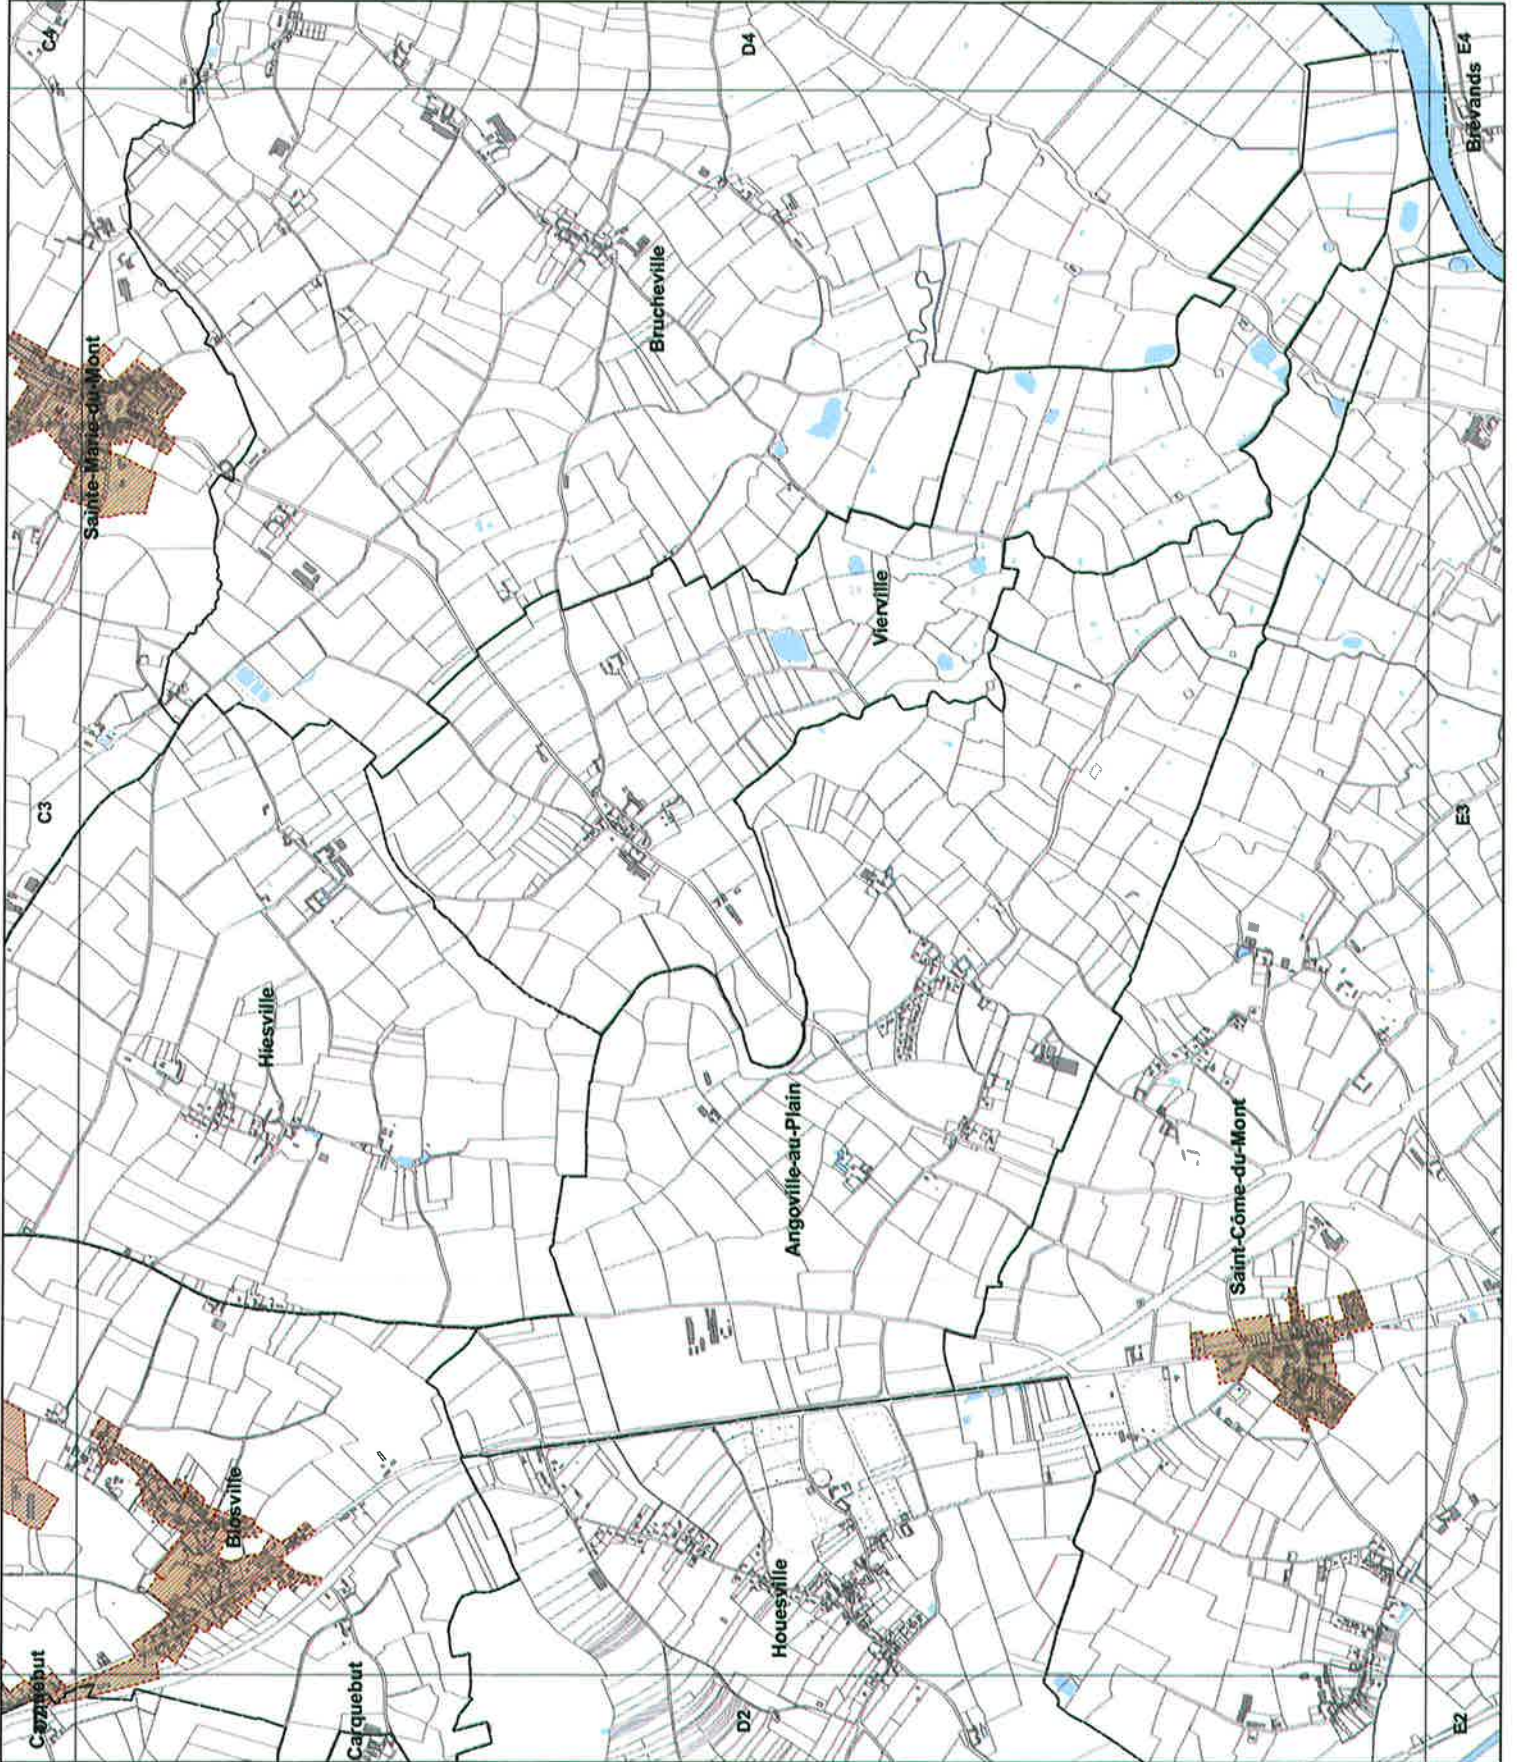 Carquebut
C3
C4
Sainte-Marie-du-Mont
Blosville
Hiesville
Carquebut
Brucheville
D2
D4
Houesville
Angoville-au-Plain
Vierville
Saint-Côme-du-Mont
E2
E3
E4
Brévands